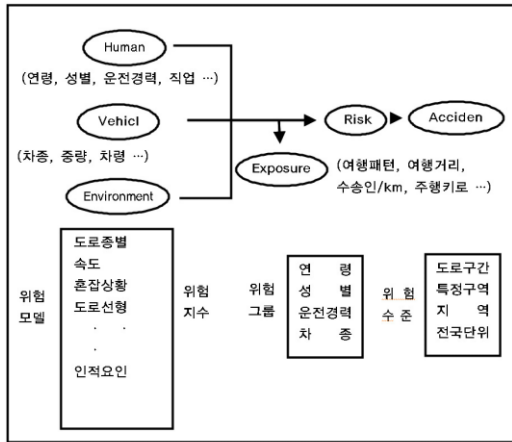 Human
(연령, 성별, 운전경력, 직업 …)
Vehicl
(차종, 중량, 차령 …)
Environment
Risk
Acciden
Exposure
(여행패턴, 여행거리,
수송인/km, 주행키로 …)
위험
모델
도로종별
속도
혼잡상황
도로선형
.   .
.
인적요인
위험
지수
위험
그룹
연 령
성 별
운전경력
차 종
위 험
수 준
도로구간
특정구역
지 역
전국단위